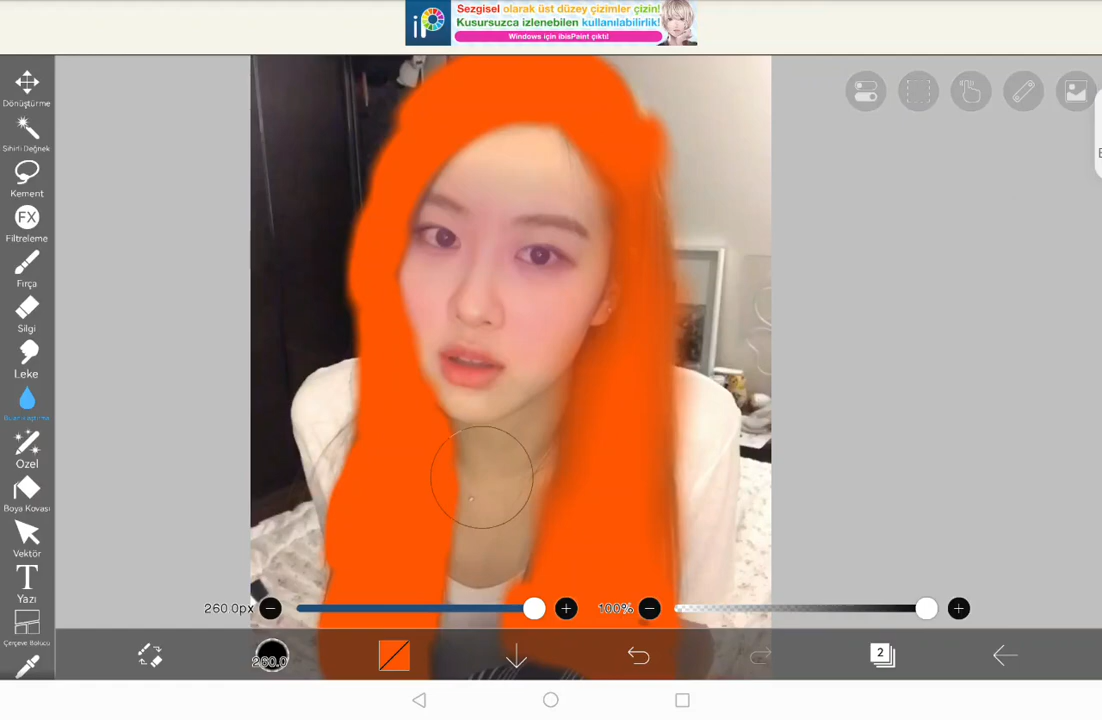 iP
Sezgisel olarak üst düzey çizimler çizin!
Kusursuzca izlenebilen kullanılabilirlik!
Windows için ibisPaint çıktı!
Dönüştürme
Sihirli Değnek
Kement
FX
Filtreleme
Fırça
Silgi
Leke
Özel
Boya Kovası
Vektör
T
Yazı
Çerçeve Bölücü
260.0px
100%
260.0
2